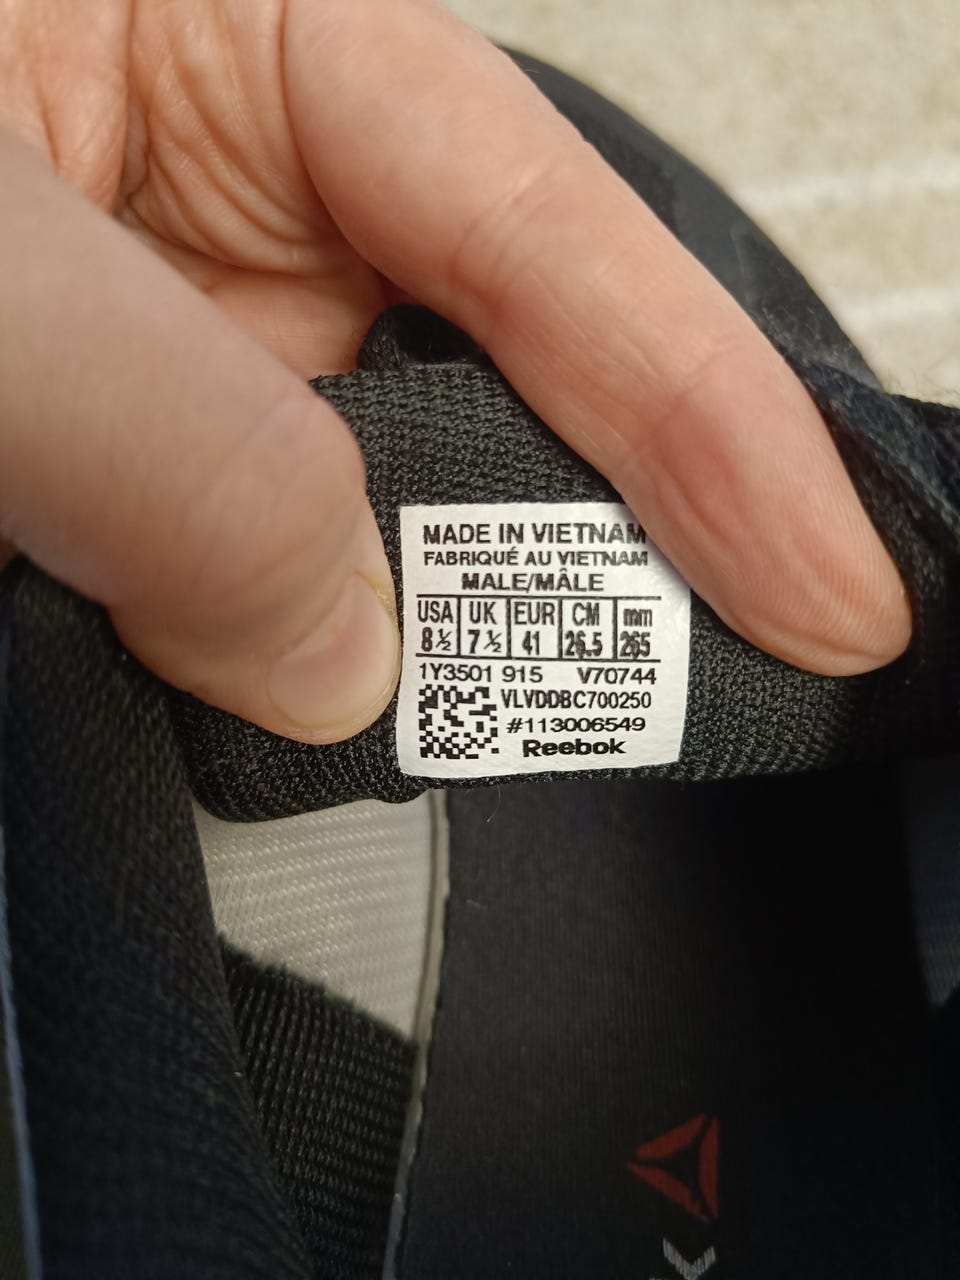 MADE IN VIETNAM
FABRIQUÉ AU VIETNAM
MALE/MÂLE
USA UK EUR CM mm
8½ 7½ 41 26.5 265
1Y3501 915 V70744
VLVDDBC700250
#113006549
Reebok
K